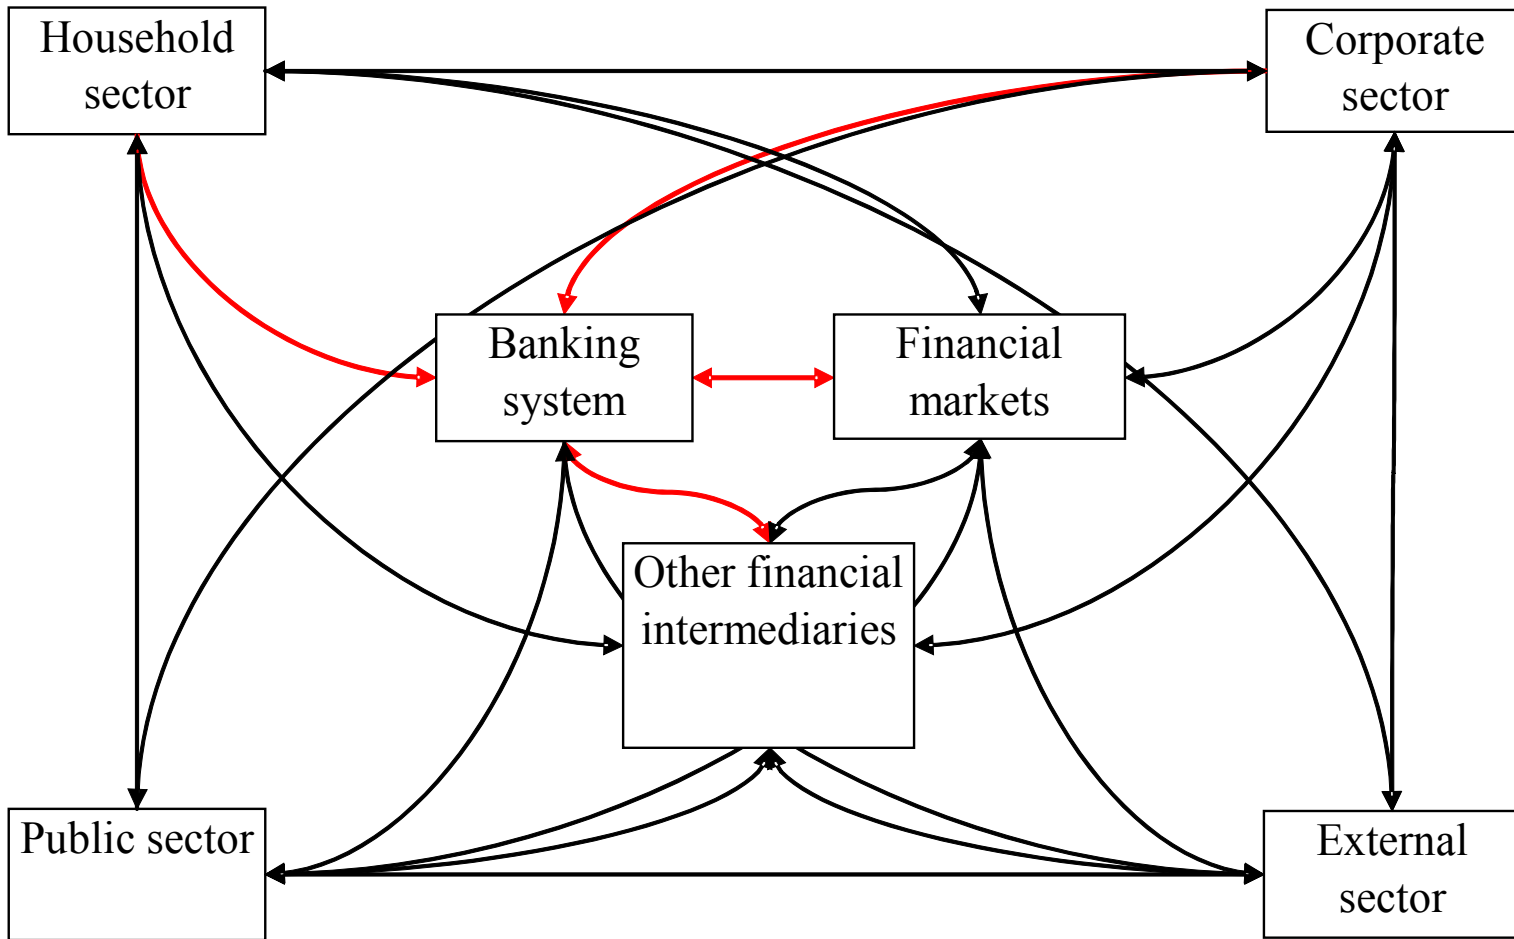 Household
sector
Corporate
sector
Banking
system
Financial
markets
Other financial
intermediaries
Public sector
External
sector